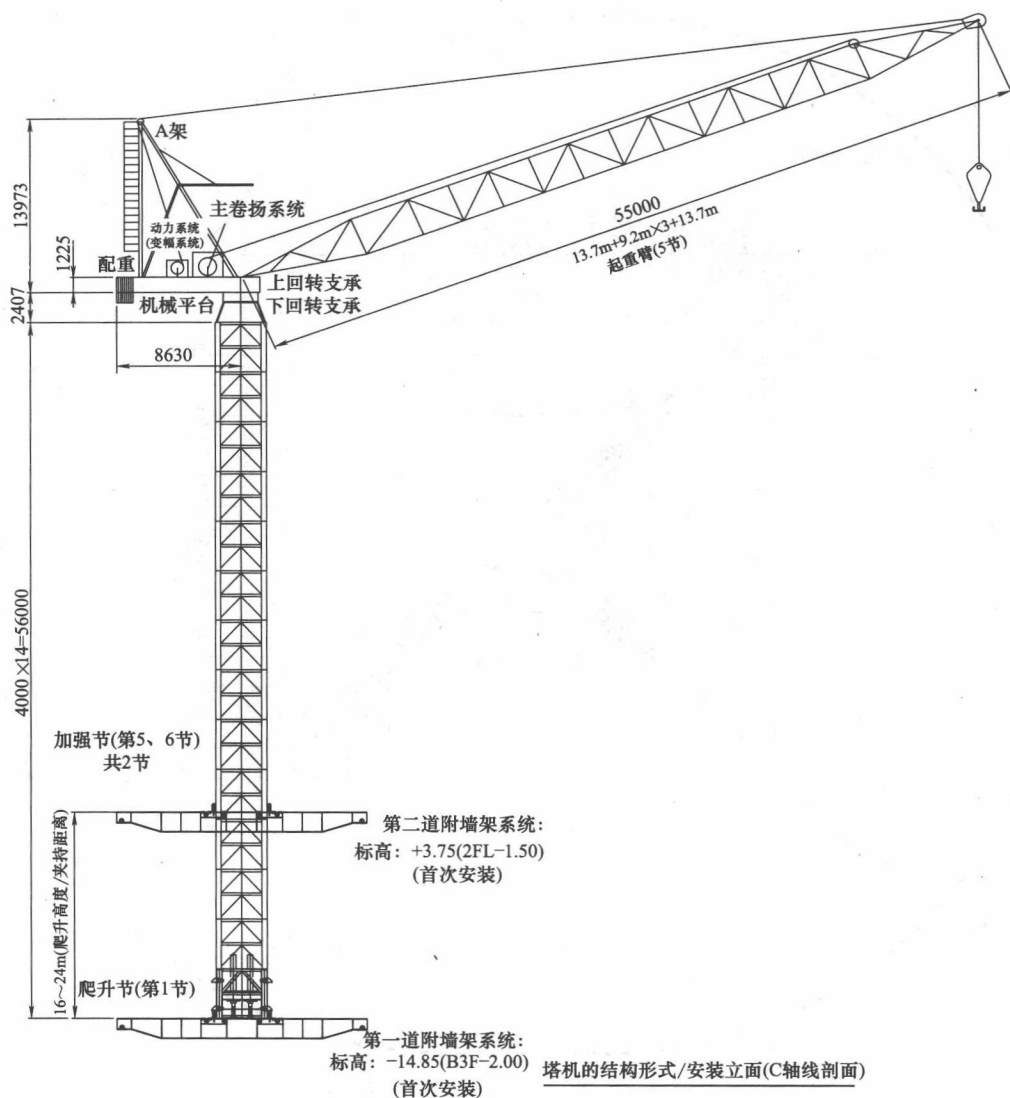 A架
13973
主卷扬系统
动力系统
(变幅系统)
55000
13.7m+9.2m×3+13.7m
起重臂(5节)
1225
配重
上回转支承
机械平台
下回转支承
2407
8630
4000×14=56000
加强节(第5、6节)
共2节
16～24m(爬升高度/夹持距离)
第二道附墙架系统：
标高：+3.75(2FL-1.50)
(首次安装)
爬升节(第1节)
第一道附墙架系统：
标高：-14.85(B3F-2.00)
(首次安装)
塔机的结构形式/安装立面(C轴线剖面)